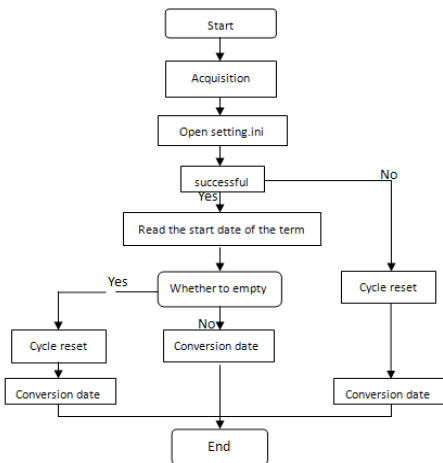 Start
Acquisition
Open setting.ini
successful
No
Yes
Read the start date of the term
Yes
Whether to empty
Cycle reset
No
Cycle reset
Conversion date
Conversion date
Conversion date
End